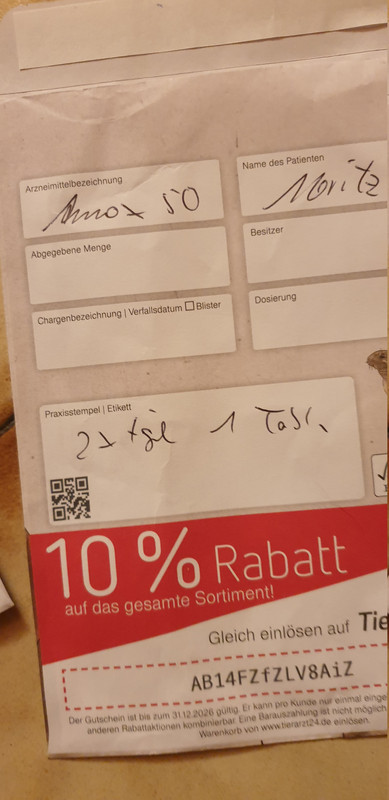 Arzneimittelbezeichnung
Amox 50
Name des Patienten
Moritz
Abgegebene Menge
Besitzer
Chargenbezeichnung | Verfallsdatum Blister
Dosierung
Praxisstempel | Etikett
2x tgl 1 Tabl.
10 % Rabatt
auf das gesamte Sortiment!
Gleich einlösen auf Tie
AB14FZfZLV8AiZ
Der Gutschein ist bis zum 31.12.2026 gültig. Er kann pro Kunde nur einmal einge
anderen Rabattaktionen kombinierbar. Eine Barauszahlung ist nicht möglich
Warenkorb von www.tierarzt24.de einlösen.